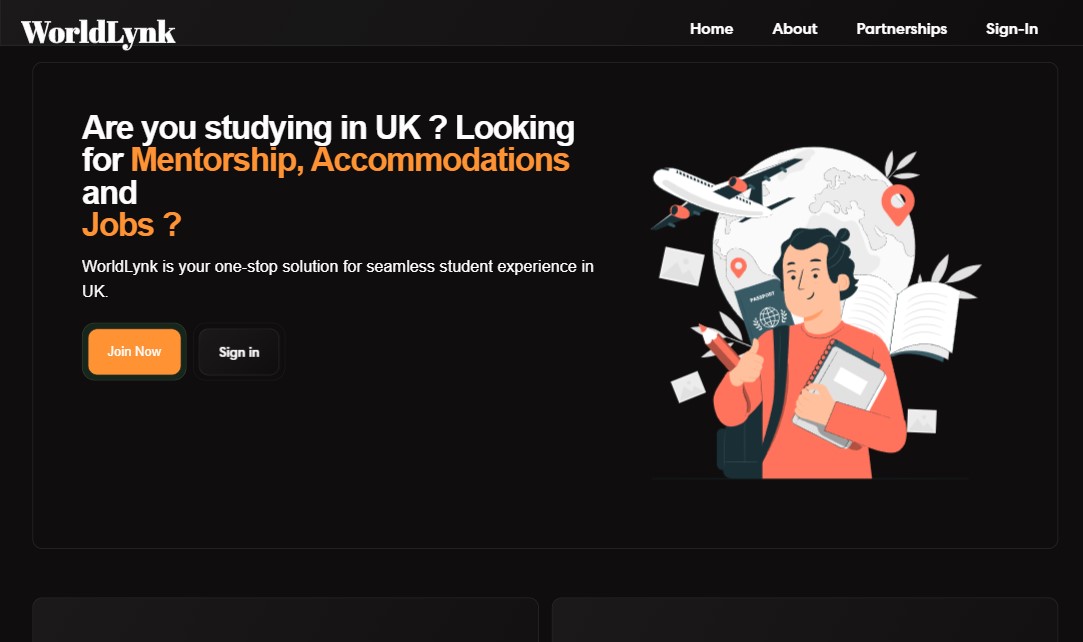 WorldLynk
Home About Partnerships Sign-In
Are you studying in UK ? Looking
for Mentorship, Accommodations
and
Jobs ?
WorldLynk is your one-stop solution for seamless student experience in
UK.
Join Now Sign in
PASSPORT